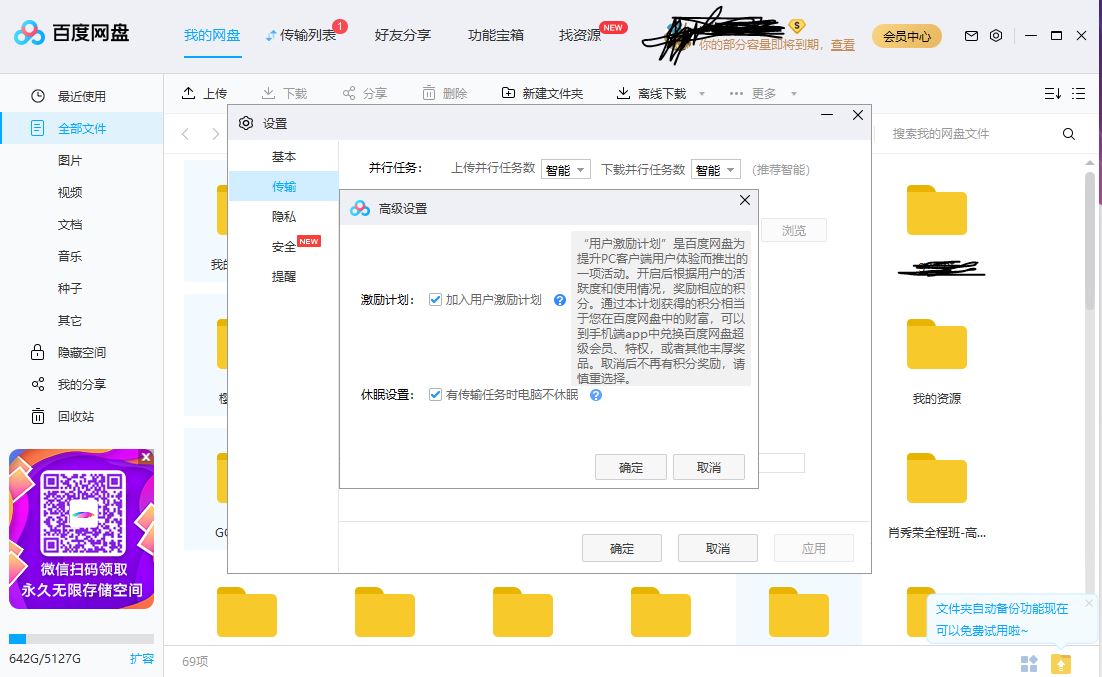 百度网盘
我的网盘
传输列表
1
好友分享
功能宝箱
找资源
NEW
S
你的部分容量即将到期，查看
会员中心
最近使用
全部文件
图片
视频
文档
音乐
种子
其它
隐藏空间
我的分享
回收站
上传
下载
分享
删除
新建文件夹
离线下载
更多
搜索我的网盘文件
设置
基本
传输
隐私
安全
NEW
提醒
并行任务：
上传并行任务数
智能
下载并行任务数
智能
(推荐智能)
浏览
高级设置
激励计划：
加入用户激励计划
?
“用户激励计划”是百度网盘为
提升PC客户端用户体验而推出的
一项活动。开启后根据用户的活
跃度和使用情况，奖励相应的积
分。通过本计划获得的积分相当
于您在百度网盘中的财富，可以
到手机端app中兑换百度网盘超
级会员、特权，或者其他丰厚奖
品。取消后不再有积分奖励，请
慎重选择。
休眠设置：
有传输任务时电脑不休眠
?
确定
取消
确定
取消
应用
我的资源
肖秀荣全程班-高...
微信扫码领取
永久无限存储空间
642G/5127G
扩容
69项
文件夹自动备份功能现在
可以免费试用啦~